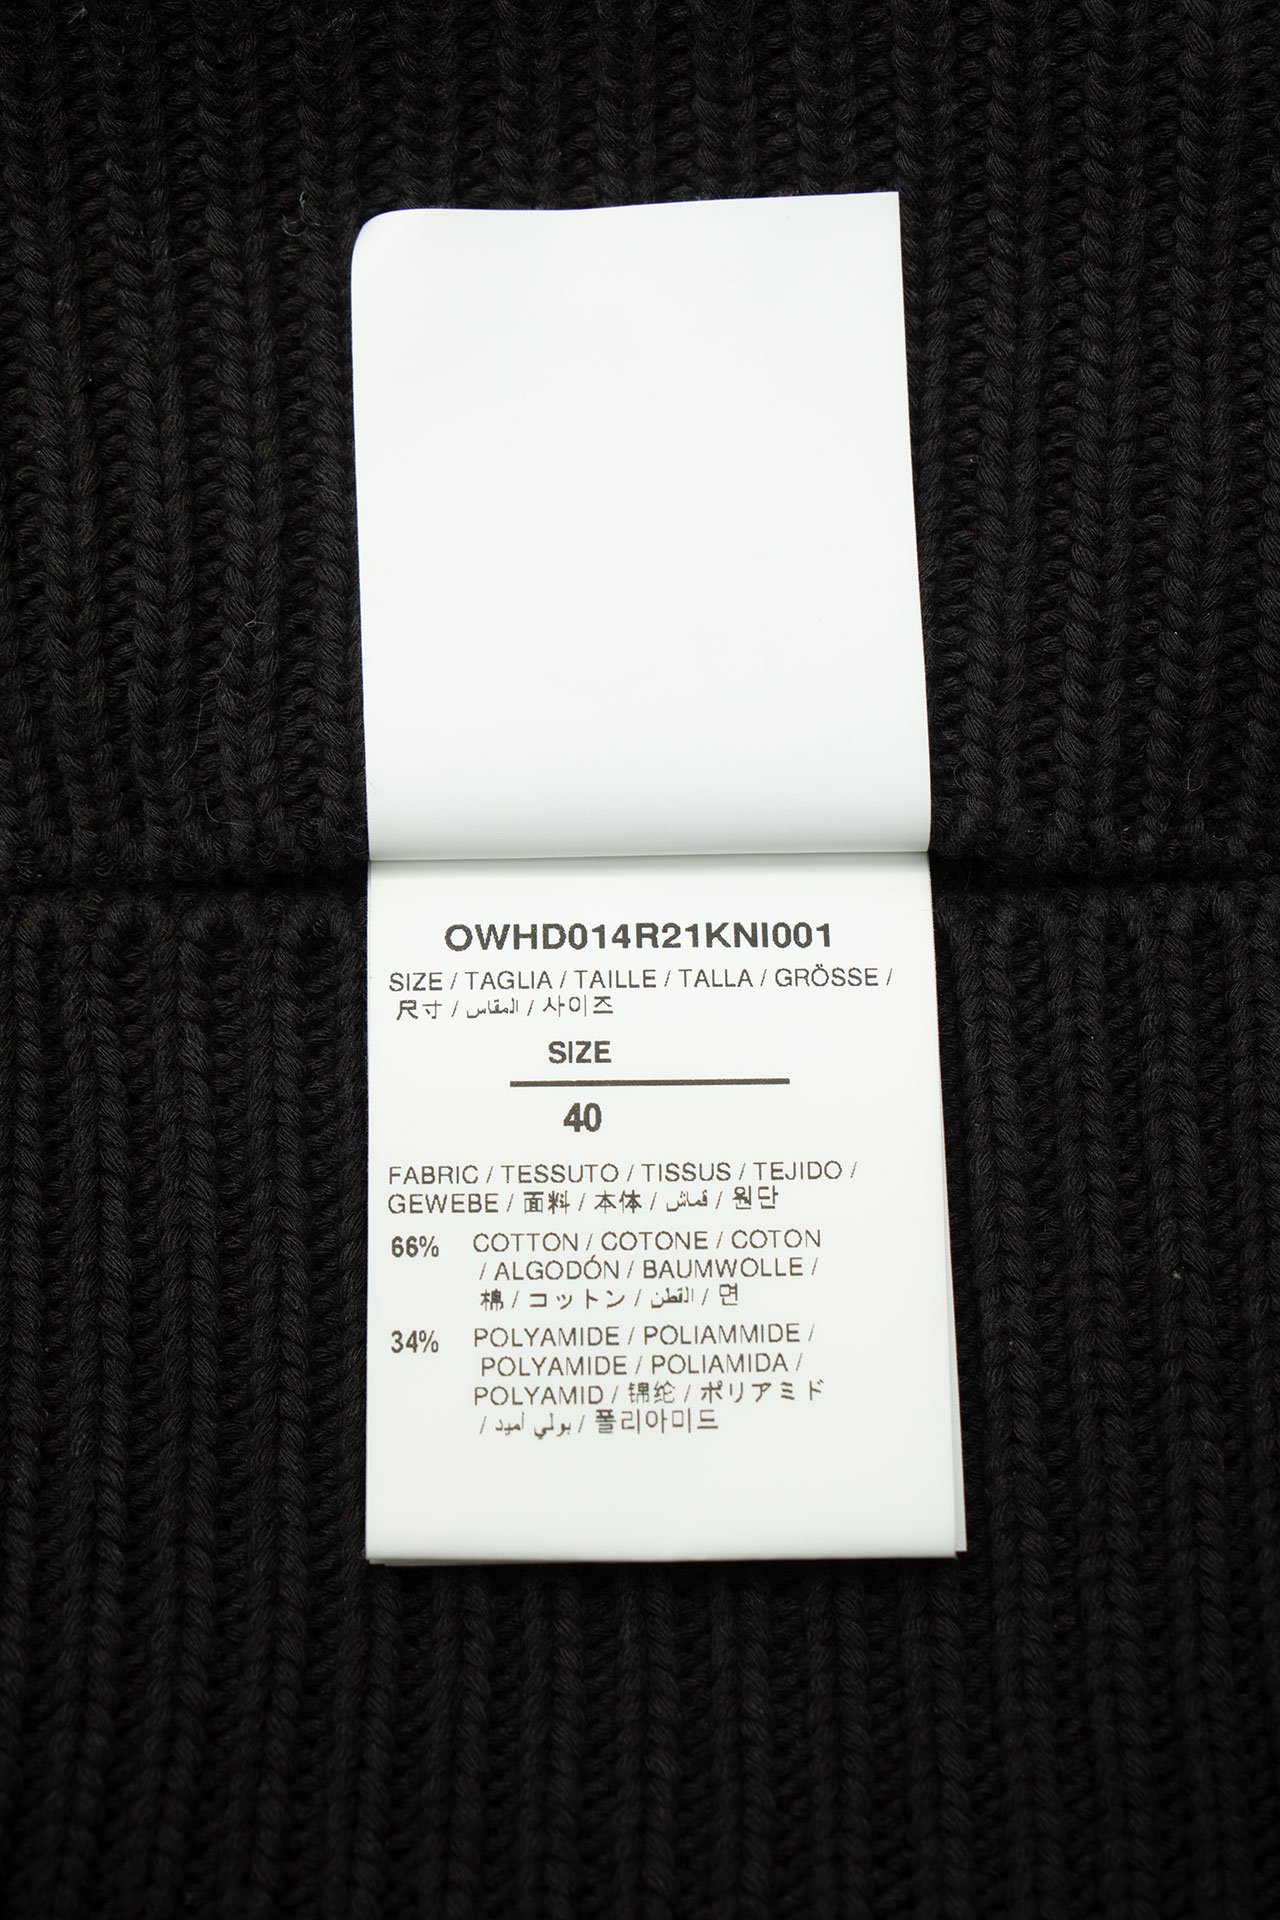 OWHD014R21KNI001
SIZE / TAGLIA / TAILLE / TALLA / GRÖSSE /
尺寸 / المقاس / 사이즈
SIZE
40
FABRIC / TESSUTO / TISSUS / TEJIDO /
GEWEBE / 面料 / 本体 / قماش / 원단
66% COTTON / COTONE / COTON
/ ALGODÓN / BAUMWOLLE /
棉 / コットン / القطن / 면
34% POLYAMIDE / POLIAMMIDE /
POLYAMIDE / POLIAMIDA /
POLYAMID / 锦纶 / ポリアミド
/ بولي أميد / 폴리아미드